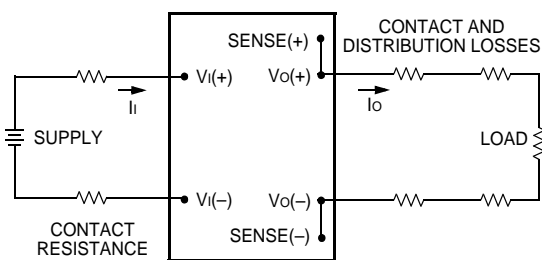 CONTACT AND
DISTRIBUTION LOSSES
SENSE(+)
VI(+)
VO(+)
II
IO
SUPPLY
LOAD
VI(–)
VO(–)
CONTACT
RESISTANCE
SENSE(–)